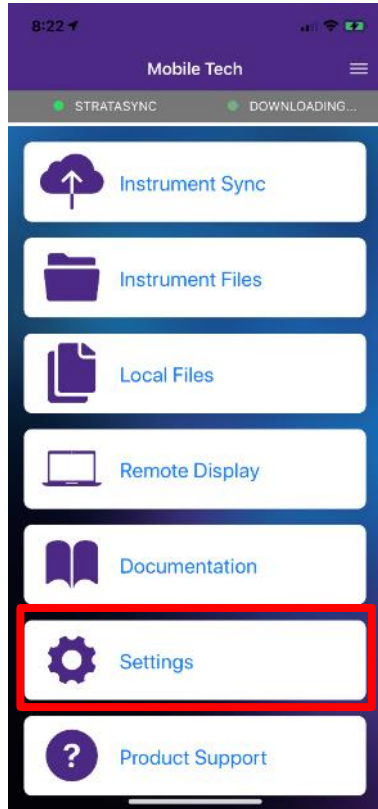 8:22
Mobile Tech
STRATASYNC DOWNLOADING...
Instrument Sync
Instrument Files
Local Files
Remote Display
Documentation
Settings
?
Product Support